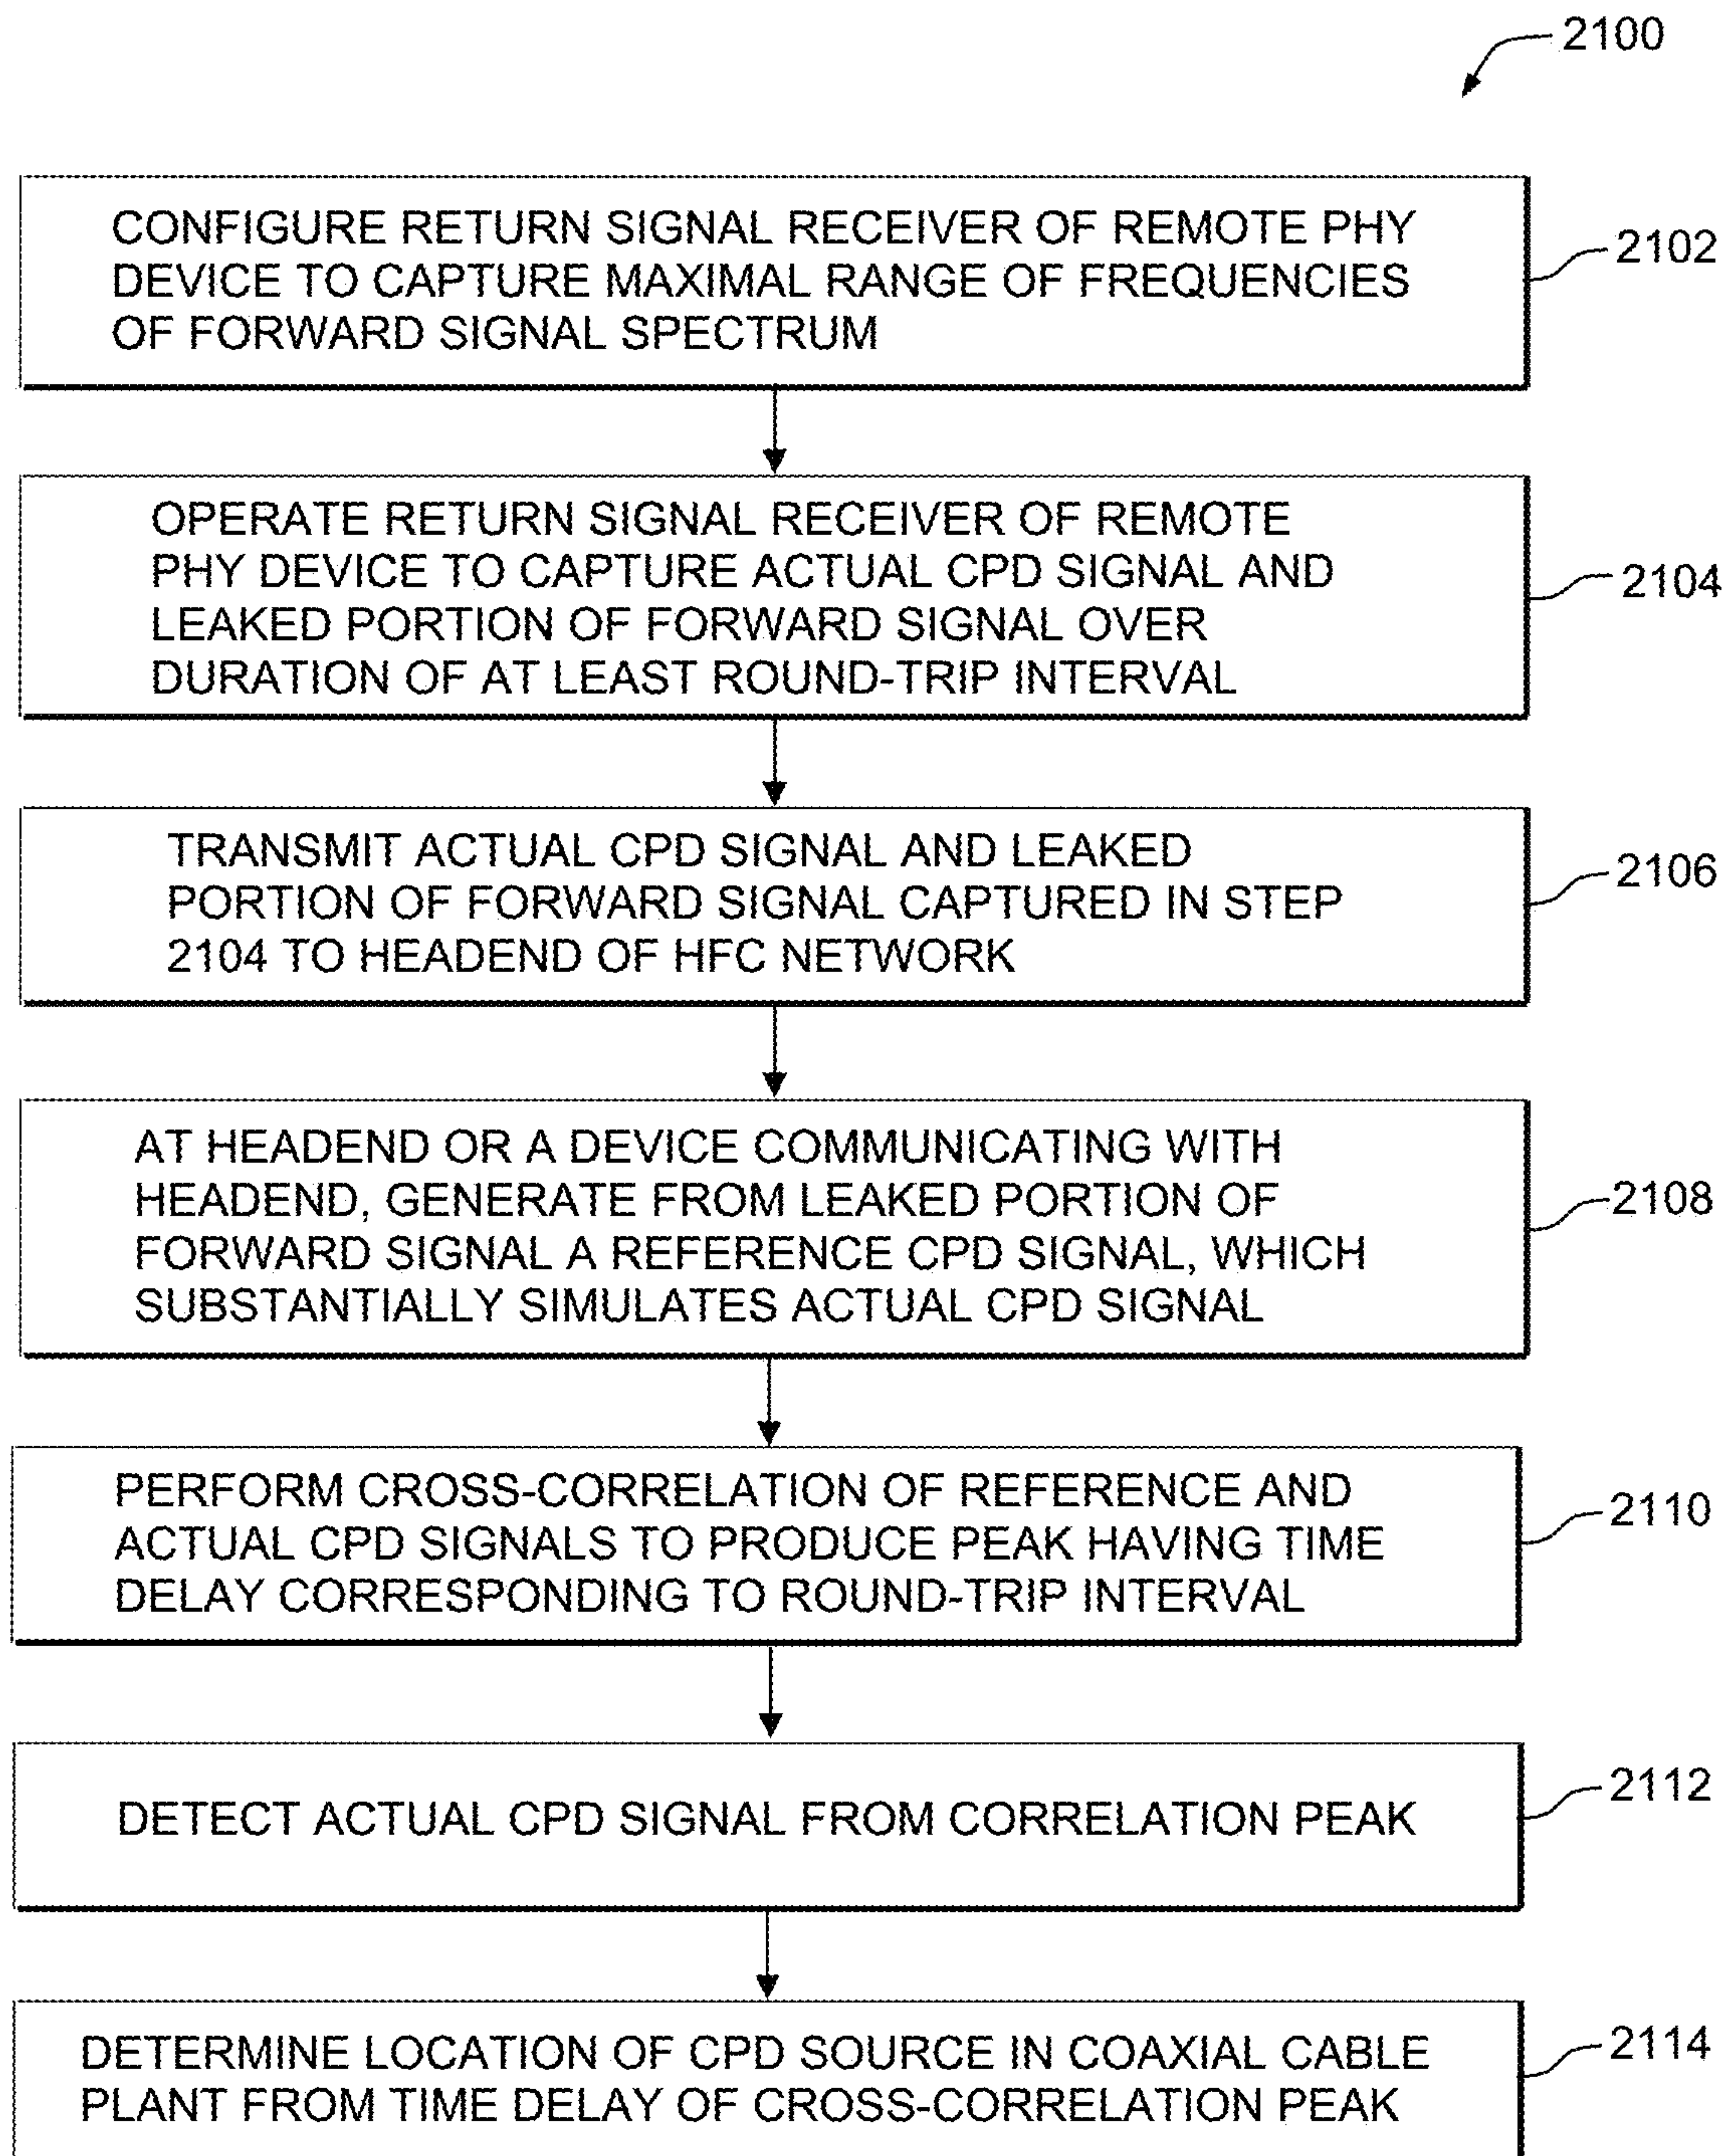 2100
CONFIGURE RETURN SIGNAL RECEIVER OF REMOTE PHY
DEVICE TO CAPTURE MAXIMAL RANGE OF FREQUENCIES
OF FORWARD SIGNAL SPECTRUM
2102
OPERATE RETURN SIGNAL RECEIVER OF REMOTE
PHY DEVICE TO CAPTURE ACTUAL CPD SIGNAL AND
LEAKED PORTION OF FORWARD SIGNAL OVER
DURATION OF AT LEAST ROUND-TRIP INTERVAL
2104
TRANSMIT ACTUAL CPD SIGNAL AND LEAKED
PORTION OF FORWARD SIGNAL CAPTURED IN STEP
2104 TO HEADEND OF HFC NETWORK
2106
AT HEADEND OR A DEVICE COMMUNICATING WITH
HEADEND, GENERATE FROM LEAKED PORTION OF
FORWARD SIGNAL A REFERENCE CPD SIGNAL, WHICH
SUBSTANTIALLY SIMULATES ACTUAL CPD SIGNAL
2108
PERFORM CROSS-CORRELATION OF REFERENCE AND
ACTUAL CPD SIGNALS TO PRODUCE PEAK HAVING TIME
DELAY CORRESPONDING TO ROUND-TRIP INTERVAL
2110
DETECT ACTUAL CPD SIGNAL FROM CORRELATION PEAK
2112
DETERMINE LOCATION OF CPD SOURCE IN COAXIAL CABLE
PLANT FROM TIME DELAY OF CROSS-CORRELATION PEAK
2114